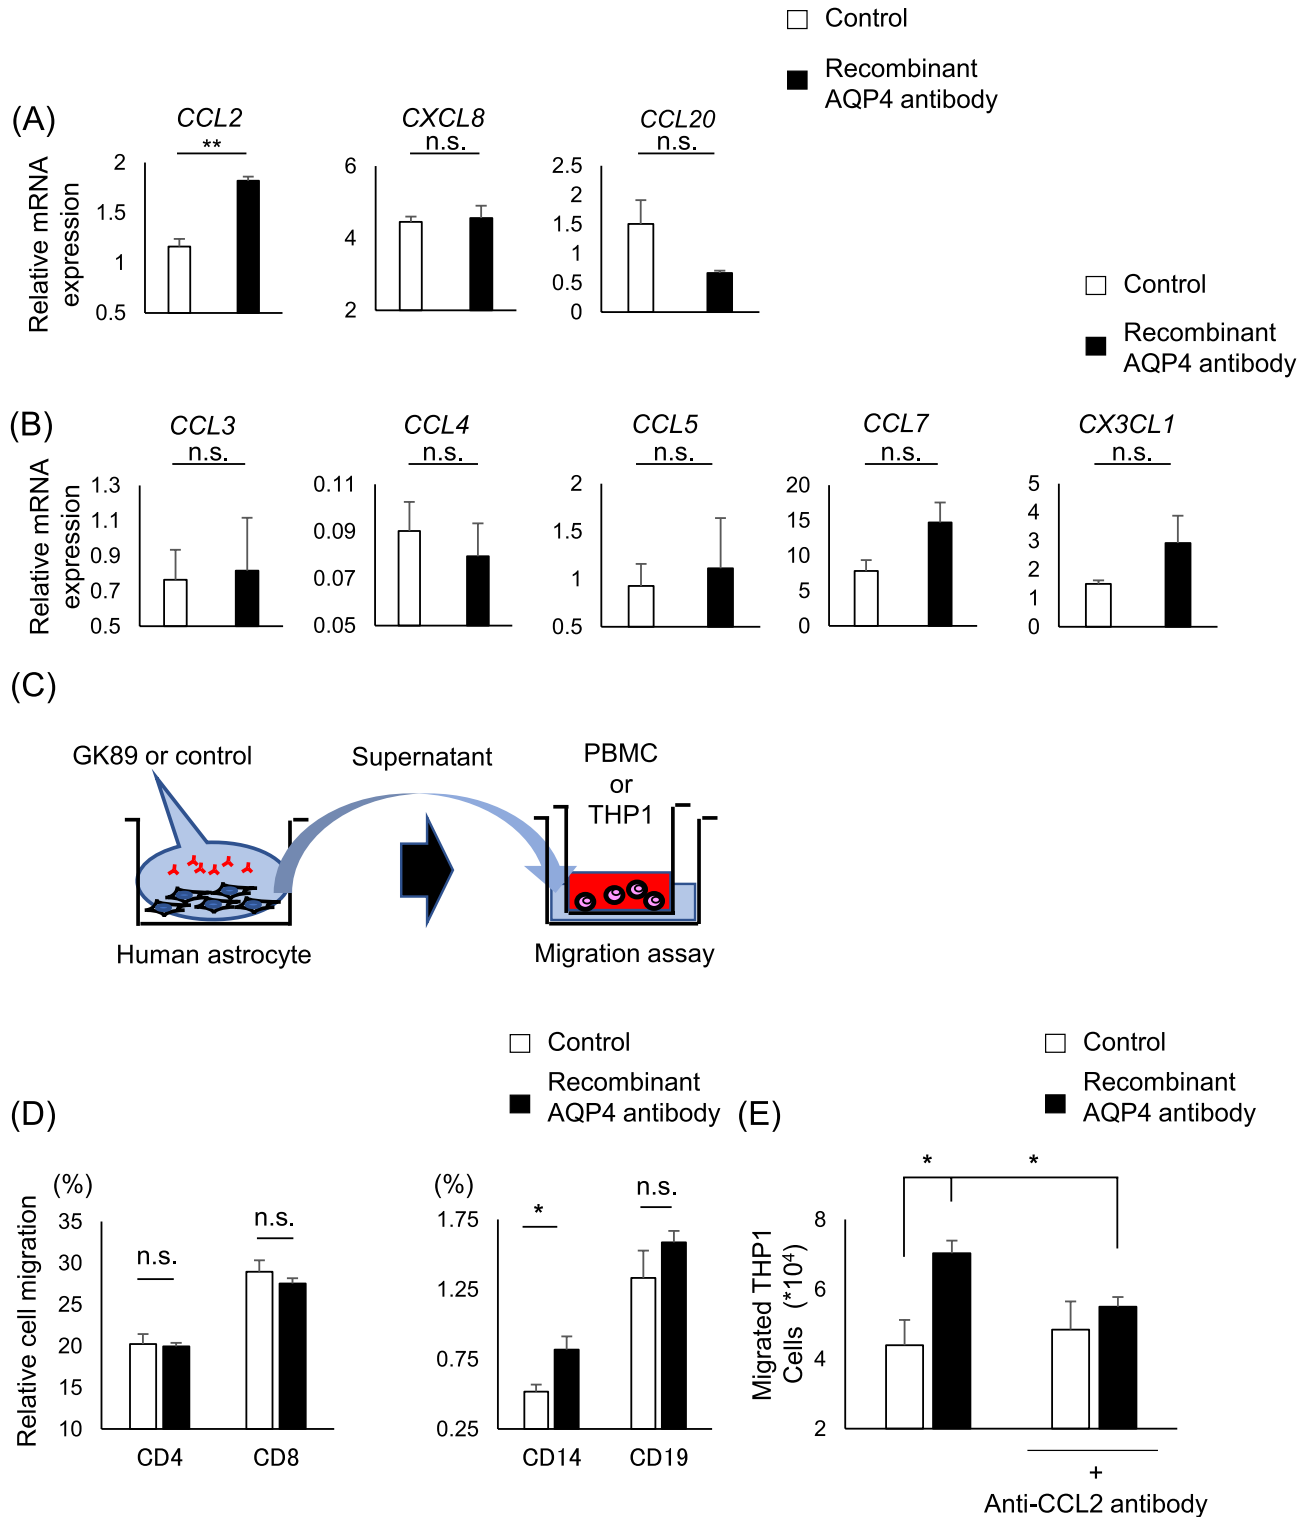 Control
Recombinant
AQP4 antibody
(A)
CCL2
**
CXCL8
n.s.
CCL20
n.s.
Relative mRNA
expression
2
1.5
1
0.5
6
4
2
2.5
2
1.5
1
0.5
0
Control
Recombinant
AQP4 antibody
(B)
CCL3
n.s.
CCL4
n.s.
CCL5
n.s.
CCL7
n.s.
CX3CL1
n.s.
Relative mRNA
expression
1.3
1.1
0.9
0.7
0.5
0.11
0.09
0.07
0.05
2
1.5
1
0.5
20
15
10
5
0
5
4
3
2
1
0
(C)
GK89 or control
Supernatant
PBMC
or
THP1
Human astrocyte
Migration assay
(D)
Control
Recombinant
AQP4 antibody
Relative cell migration
(%)
35
30
25
20
15
10
n.s.
n.s.
CD4
CD8
(%)
1.75
1.25
0.75
0.25
*
n.s.
CD14
CD19
(E)
Control
Recombinant
AQP4 antibody
Migrated THP1
Cells (*10⁴)
8
6
4
2
*
*
+
Anti-CCL2 antibody